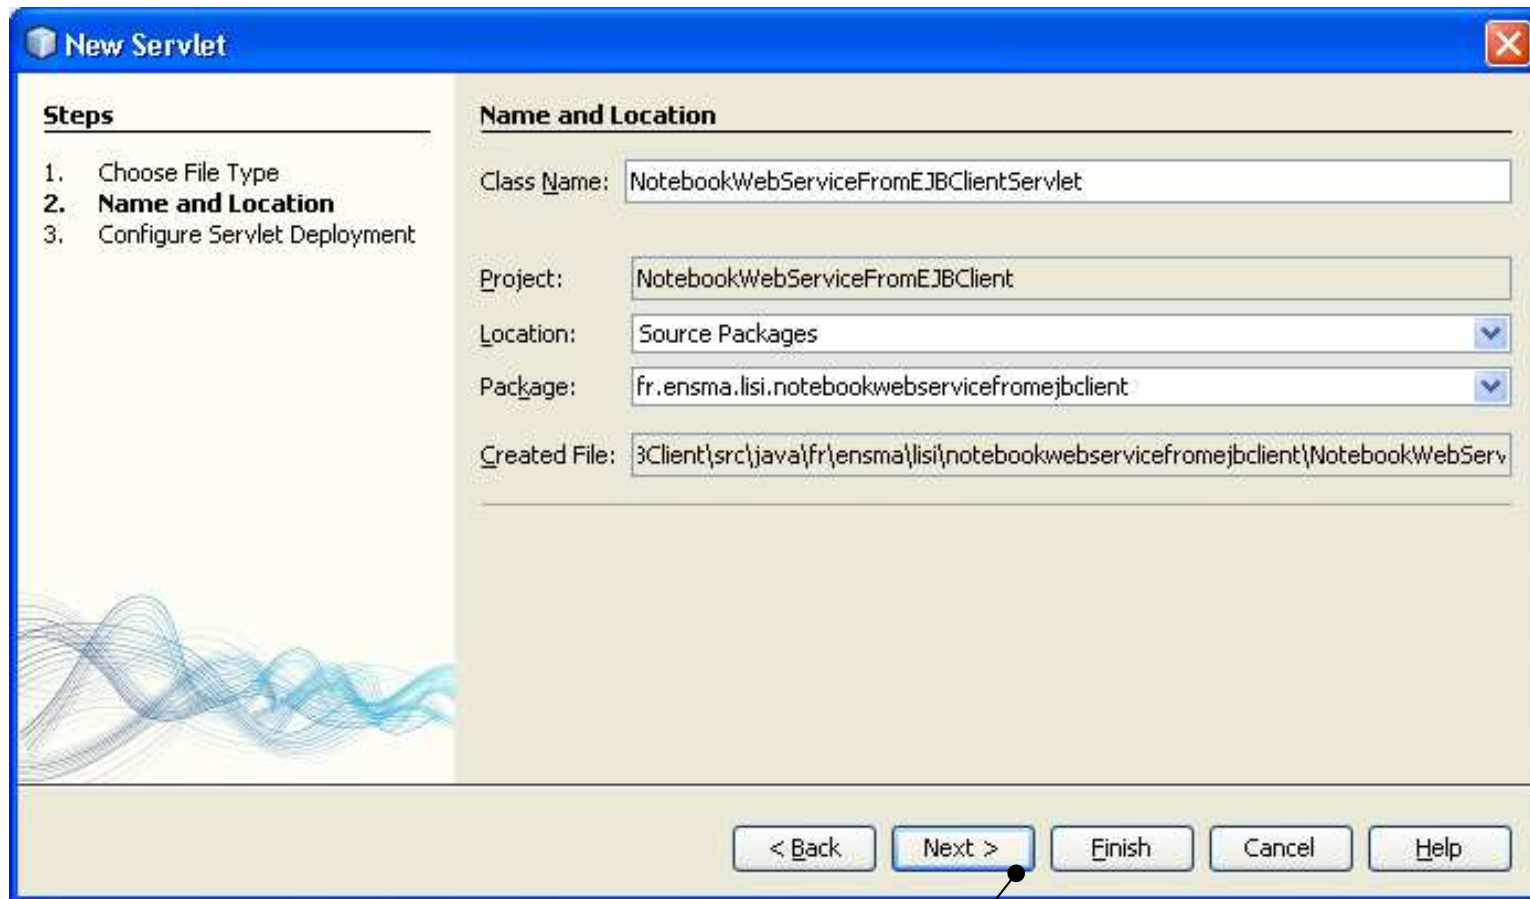 New Servlet
Steps
1. Choose File Type
2. Name and Location
3. Configure Servlet Deployment
Name and Location
Class Name: NotebookWebServiceFromEJBClientServlet
Project: NotebookWebServiceFromEJBClient
Location: Source Packages
Package: fr.ensma.lisi.notebookwebservicefromejbclient
Created File: BClient\src\java\fr\ensma\lisi\notebookwebservicefromejbclient\NotebookWebServ
< Back Next > Finish Cancel Help